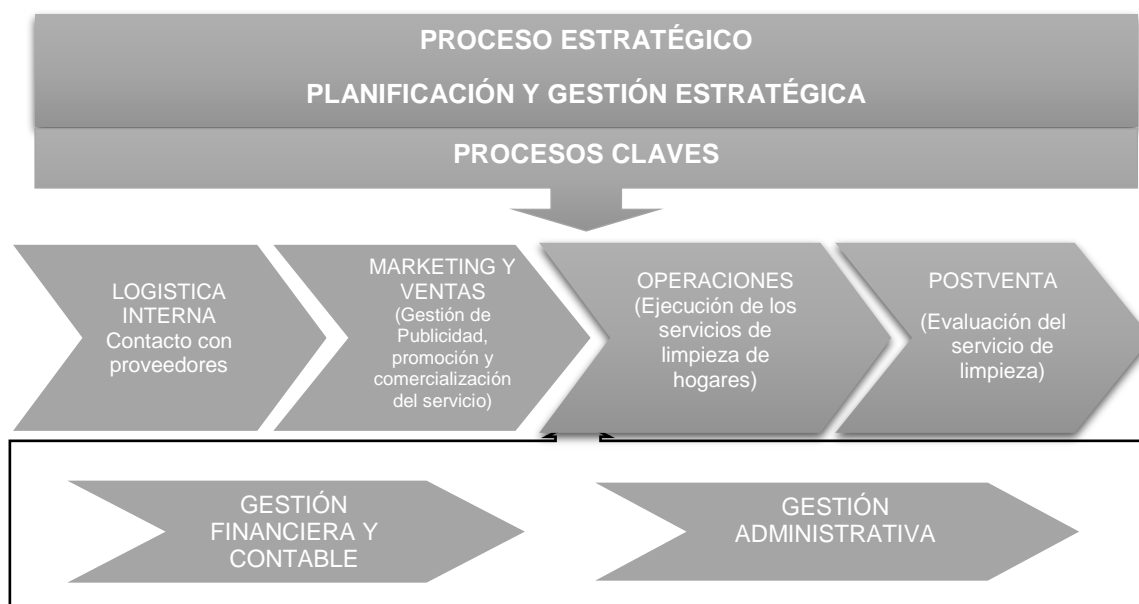 PROCESO ESTRATÉGICO
PLANIFICACIÓN Y GESTIÓN ESTRATÉGICA
PROCESOS CLAVES
LOGISTICA
INTERNA
Contacto con
proveedores
MARKETING Y
VENTAS
(Gestión de
Publicidad,
promoción y
comercialización
del servicio)
OPERACIONES
(Ejecución de los
servicios de
limpieza de
hogares)
POSTVENTA
(Evaluación del
servicio de
limpieza)
GESTIÓN
FINANCIERA Y
CONTABLE
GESTIÓN
ADMINISTRATIVA